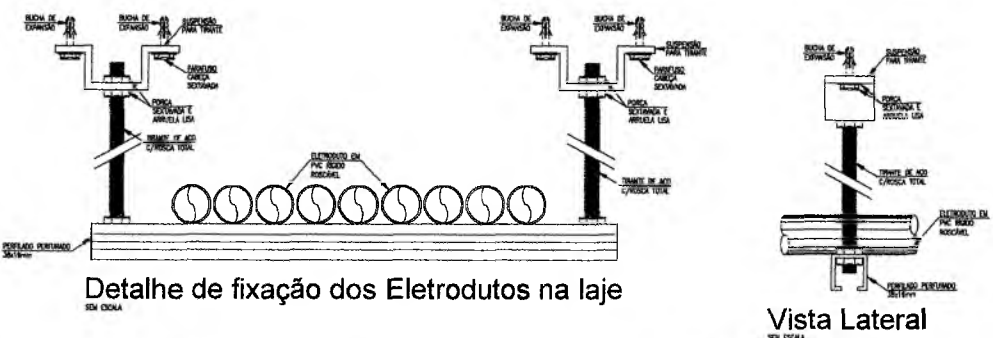 BUCHA DE
EXPANSÃO
BUCHA DE
EXPANSÃO
SUSPENSÃO
PARA TIRANTE
PARAFUSO
CABEÇA
SEXTAVADA
PORCA
SEXTAVADA E
ARRUELA LISA
TIRANTE DE AÇO
C/ROSCA TOTAL
ELETRODUTO EM
PVC RÍGIDO
ROSCÁVEL
PERFILADO PERFURADO
38x19mm
BUCHA DE
EXPANSÃO
BUCHA DE
EXPANSÃO
SUSPENSÃO
PARA TIRANTE
PARAFUSO
CABEÇA
SEXTAVADA
PORCA
SEXTAVADA E
ARRUELA LISA
TIRANTE DE AÇO
C/ROSCA TOTAL
Detalhe de fixação dos Eletrodutos na laje
SEM ESCALA
BUCHA DE
EXPANSÃO
SUSPENSÃO
PARA TIRANTE
PORCA
SEXTAVADA E
ARRUELA LISA
TIRANTE DE AÇO
C/ROSCA TOTAL
ELETRODUTO EM
PVC RÍGIDO
ROSCÁVEL
PERFILADO PERFURADO
38x19mm
Vista Lateral
SEM ESCALA